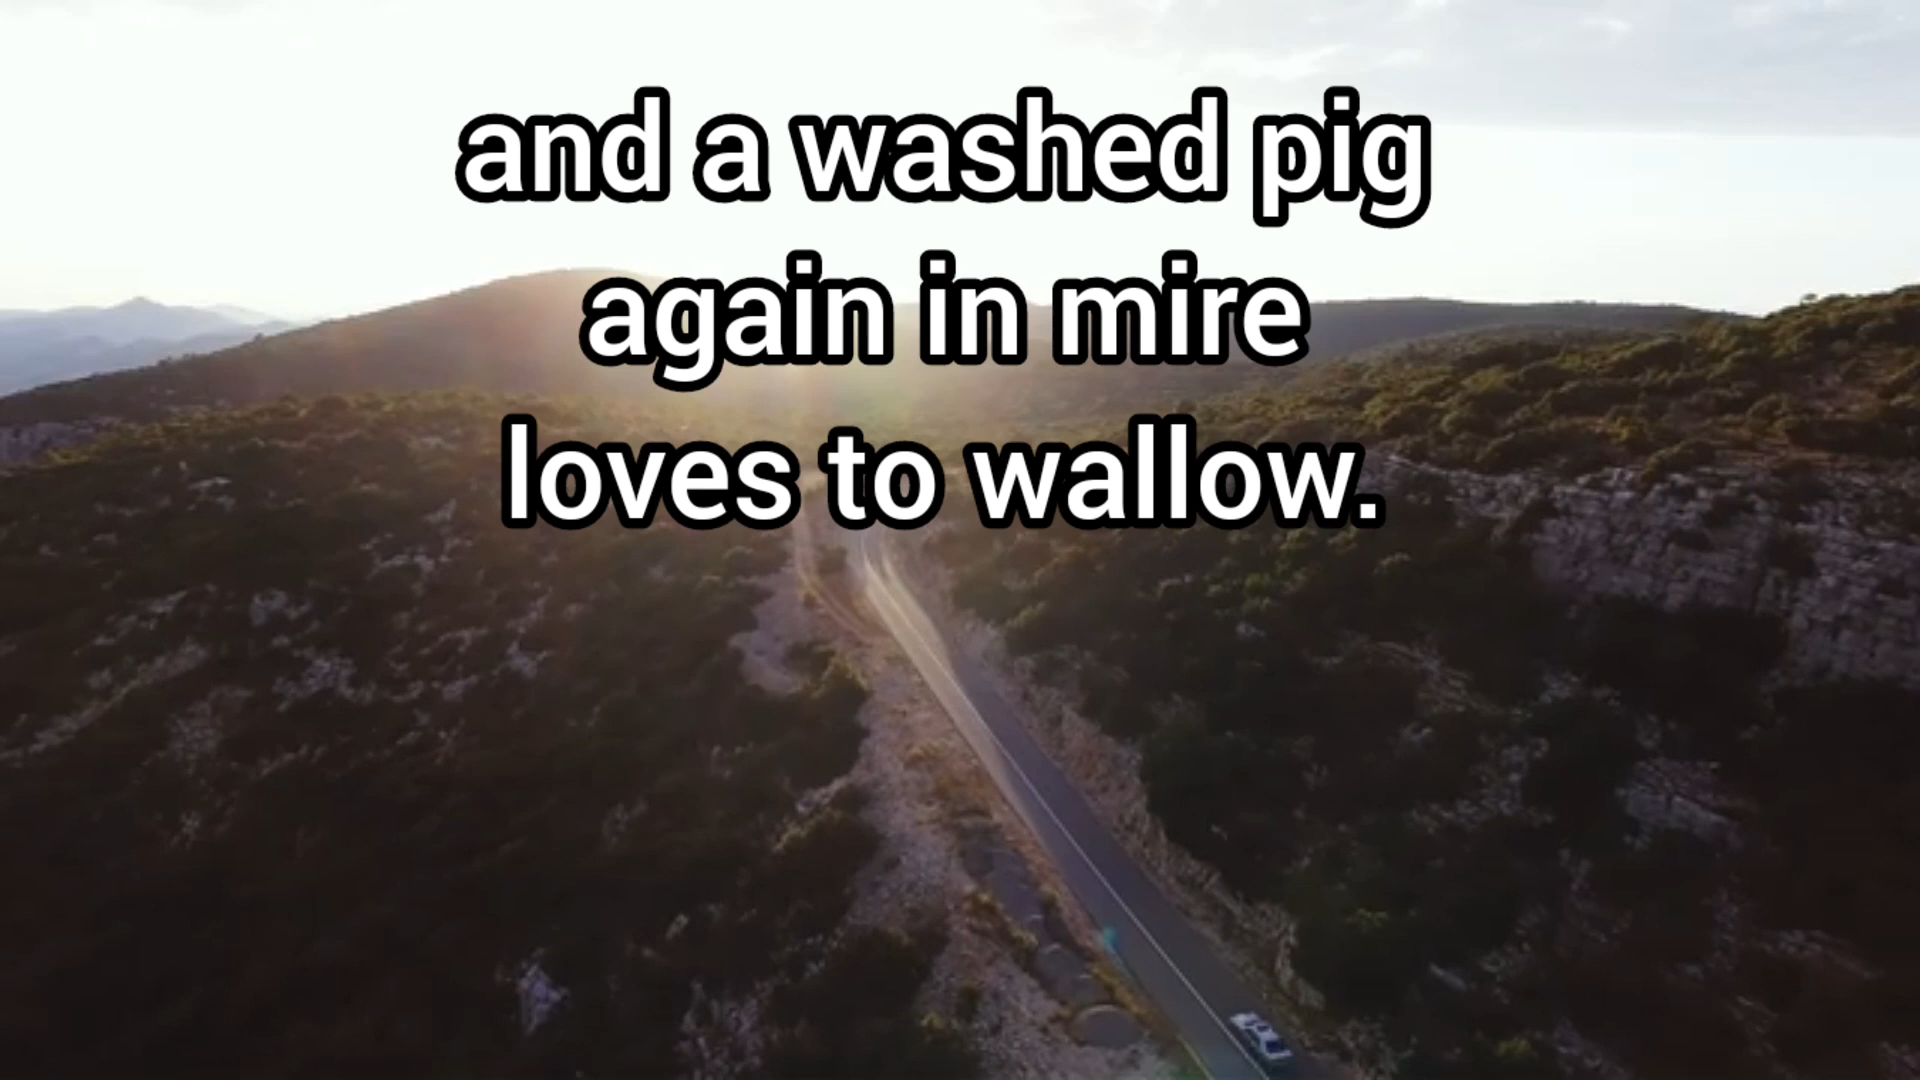 and a washed pig
again in mire
loves to wallow.